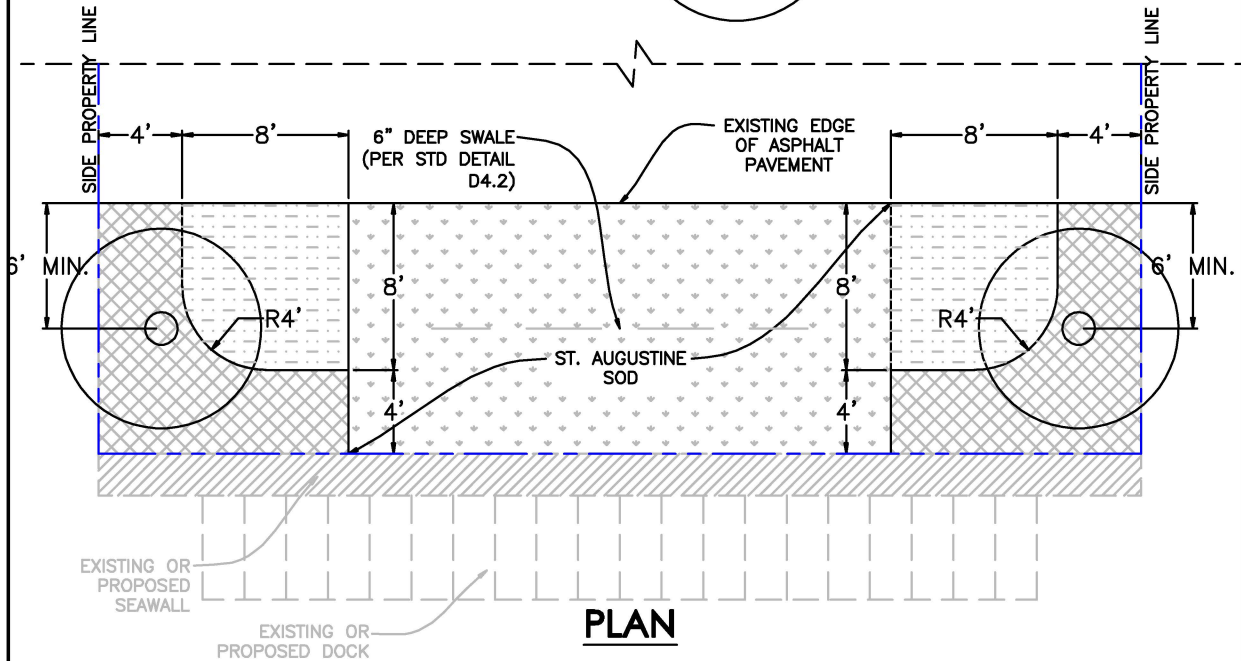 SIDE PROPERTY LINE
SIDE PROPERTY LINE
4'
8'
6" DEEP SWALE
(PER STD DETAIL
D4.2)
EXISTING EDGE
OF ASPHALT
PAVEMENT
8'
4'
6' MIN.
8'
8'
6' MIN.
R4'
R4'
ST. AUGUSTINE
SOD
4'
4'
EXISTING OR
PROPOSED
SEAWALL
EXISTING OR
PROPOSED DOCK
PLAN